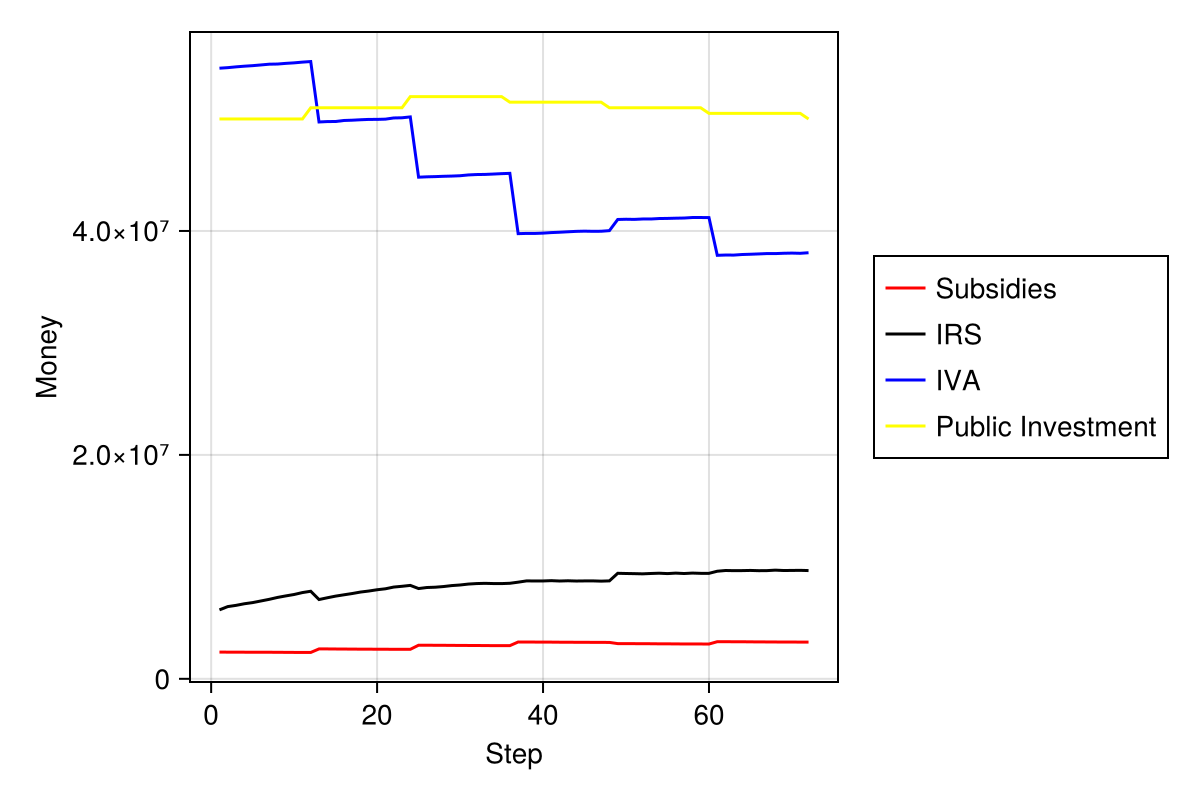 Money
4.0×10⁷
2.0×10⁷
0
0 20 40 60
Step
Subsidies
IRS
IVA
Public Investment